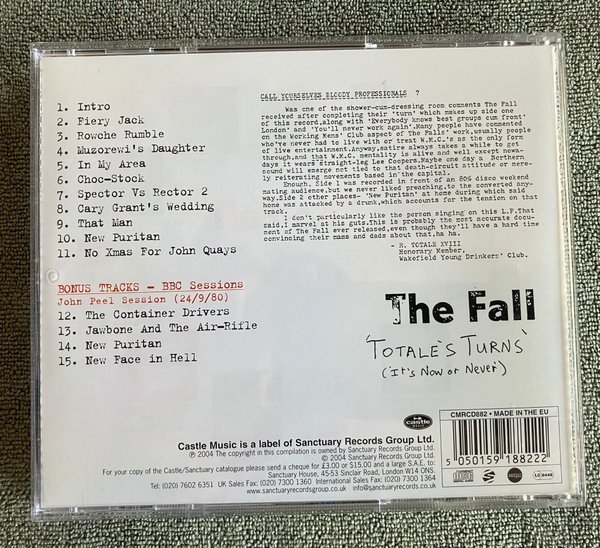 1. Intro
2. Fiery Jack
3. Rowche Rumble
4. Muzorewi's Daughter
5. In My Area
6. Choc-Stock
7. Spector Vs Rector 2
8. Cary Grant's Wedding
9. That Man
10. New Puritan
11. No Xmas For John Quays
BONUS TRACKS – BBC Sessions
John Peel Session (24/9/80)
12. The Container Drivers
13. Jawbone And The Air-Rifle
14. New Puritan
15. New Face in Hell
CALL YOURSELVES BLOODY PROFESSIONALS ?
Was one of the shower-cum-dressing room comments The Fall
received after completing their 'turn' which makes up one side
of this record, along with 'Everybody knows best groups cum front'
London' and 'You'll never work again'. Many people have commented
on the Working Mens' Club aspect of The Falls' work, usually people
who've never had to live with or treat W.M.C.'s as the only form
of live entertainment. Anyway, satire always takes a while to get
through, and that W.M.C. mentality is alive and well except nowa-
days it wears straight-leg Lee Coopers. Maybe one day a Northern
sound will emerge not tied to that death-circuit attitude or mere-
ly reiterating movements based in the capital.
Enough. Side 1 was recorded in front of an 80% disco weekend
mating audience, but we never liked preaching, to the converted any-
way. Side 2 other places- 'New Puritan' at home during which said
home was attacked by a drunk, which accounts for the tension on that
track.
I don't particularly like the person singing on this L.P. That
said, I marvel at his guts. This is probably the most accurate docu-
ment of The Fall ever released, even though they'll have a hard time
convincing their mams and dads about that, ha ha.
- R. TOTALE XVIII
Honorary Member,
Wakefield Young Drinkers' Club.
The Fall
'TOTALE'S TURNS'
(It's Now or Never)
castle
MUSIC
CMRCD882 • MADE IN THE EU
5 050159 188222
LC 6448
Castle Music is a label of Sanctuary Records Group Ltd.
℗ 2004 The copyright in this compilation is owned by Sanctuary Records Group Ltd.
© 2004 Sanctuary Records Group Ltd.
For your copy of the Castle/Sanctuary catalogue please send a cheque for £3.00 or $15.00 and a large S.A.E. to:
Sanctuary House, 45-53 Sinclair Road, London W14 ONS.
Tel: (020) 7602 6351 UK Sales Fax: (020) 7300 1360 International Sales Fax: (020) 7300 1364
www.sanctuaryrecordsgroup.co.uk